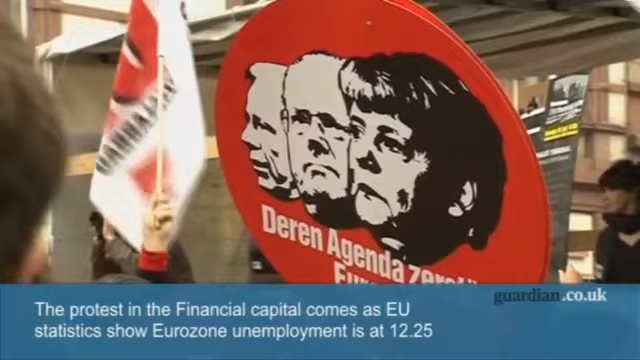 Deren Agenda
guardian.co.uk
The protest in the Financial capital comes as EU
statistics show Eurozone unemployment is at 12.25